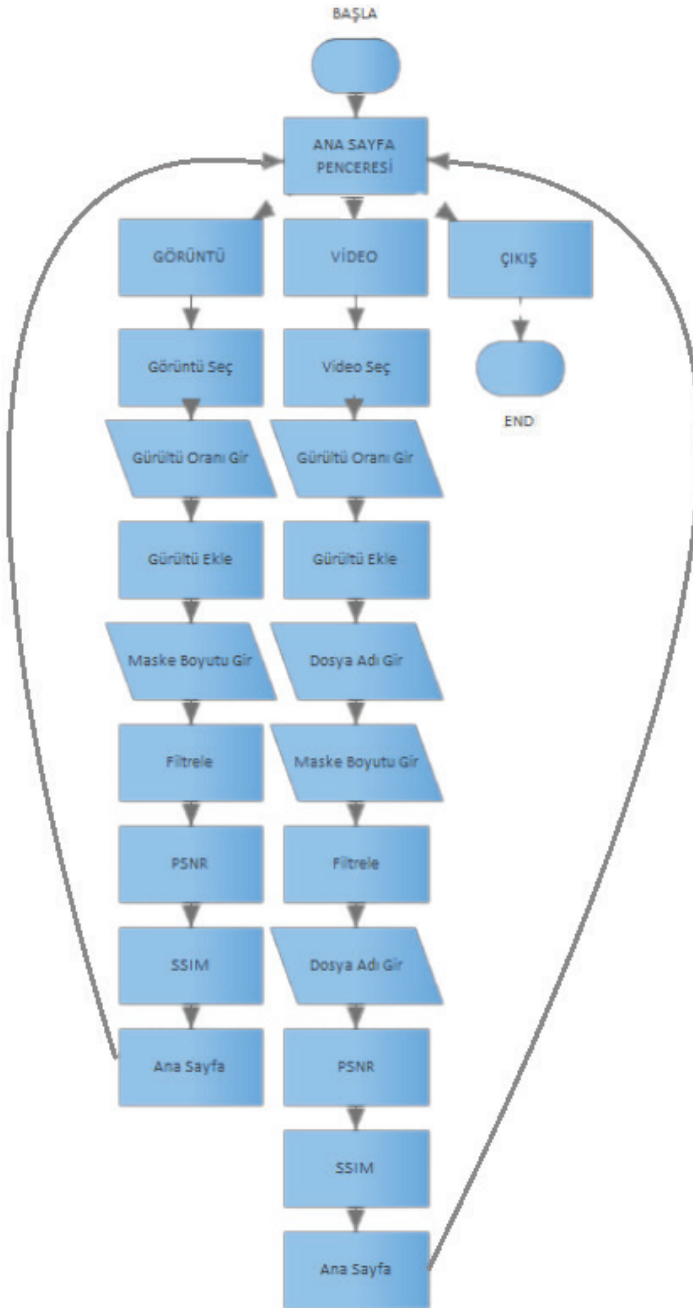 BAŞLA
ANA SAYFA
PENCERESİ
GÖRÜNTÜ
VİDEO
ÇIKIŞ
Görüntü Seç
Video Seç
END
Gürültü Oranı Gir
Gürültü Oranı Gir
Gürültü Ekle
Gürültü Ekle
Maske Boyutu Gir
Dosya Adı Gir
Filtrele
Maske Boyutu Gir
PSNR
Filtrele
SSIM
Dosya Adı Gir
Ana Sayfa
PSNR
SSIM
Ana Sayfa